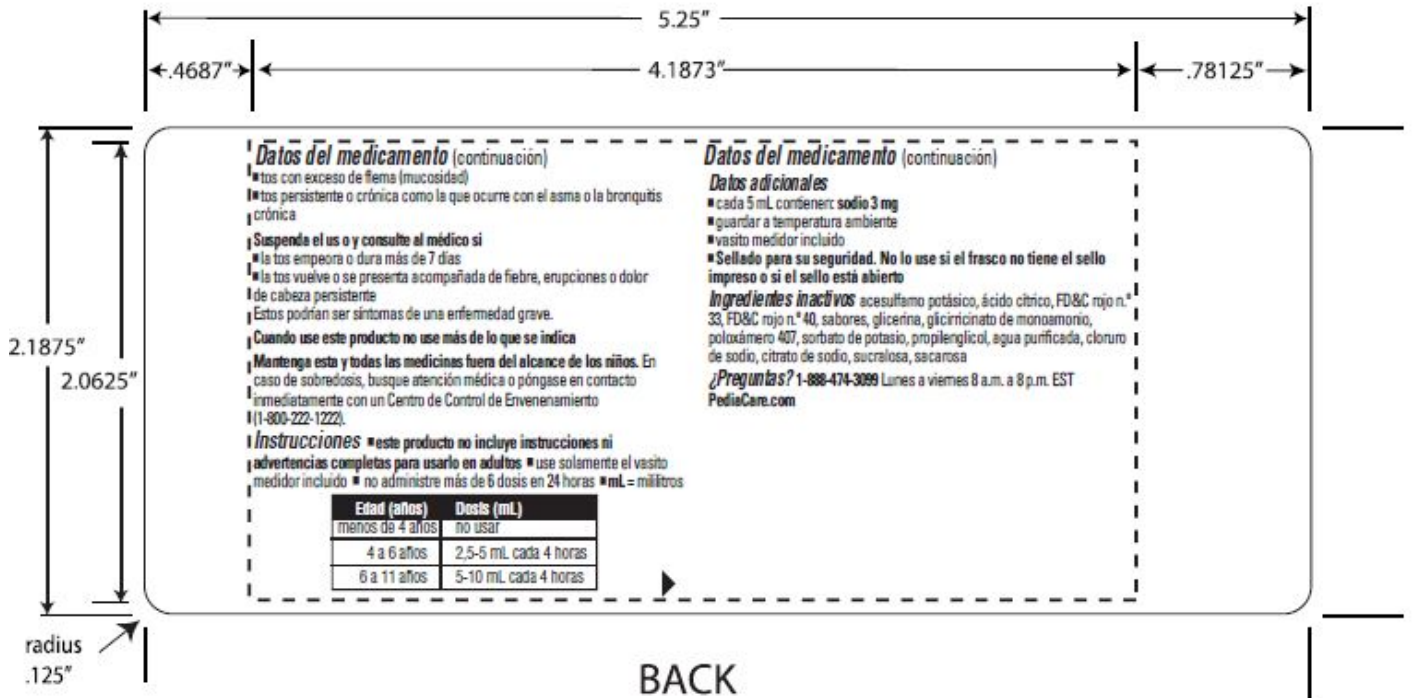 5.25"
.4687"
4.1873"
.78125"
2.1875"
2.0625"
Datos del medicamento (continuación)
■ tos con exceso de flema (mucosidad)
■ tos persistente o crónica como la que ocurre con el asma o la bronquitis
crónica
Suspenda el us o y consulte al médico si
■ la tos empeora o dura más de 7 días
■ la tos vuelve o se presenta acompañada de fiebre, erupciones o dolor
de cabeza persistente
Estos podrían ser síntomas de una enfermedad grave.
Cuando use este producto no use más de lo que se indica
Mantenga esta y todas las medicinas fuera del alcance de los niños. En
caso de sobredosis, busque atención médica o póngase en contacto
inmediatamente con un Centro de Control de Envenenamiento
(1-800-222-1222).
Instrucciones ■ este producto no incluye instrucciones ni
advertencias completas para usarlo en adultos ■ use solamente el vasito
medidor incluido ■ no administre más de 6 dosis en 24 horas ■ mL = mililitros
Edad (años) Dosis (mL)
menos de 4 años no usar
4 a 6 años 2,5-5 mL cada 4 horas
6 a 11 años 5-10 mL cada 4 horas
Datos del medicamento (continuación)
Datos adicionales
■ cada 5 mL contienen: sodio 3 mg
■ guardar a temperatura ambiente
■ vasito medidor incluido
■ Sellado para su seguridad. No lo use si el frasco no tiene el sello
impreso o si el sello está abierto
Ingredientes inactivos acesulfamo potásico, ácido cítrico, FD&C rojo n.º
33, FD&C rojo n.º 40, sabores, glicerina, glicirricinato de monoamonio,
poloxámero 407, sorbato de potasio, propilenglicol, agua purificada, cloruro
de sodio, citrato de sodio, sucralosa, sacarosa
¿Preguntas? 1-888-474-3099 Lunes a viernes 8 a.m. a 8 p.m. EST
PediaCare.com
radius
.125"
BACK